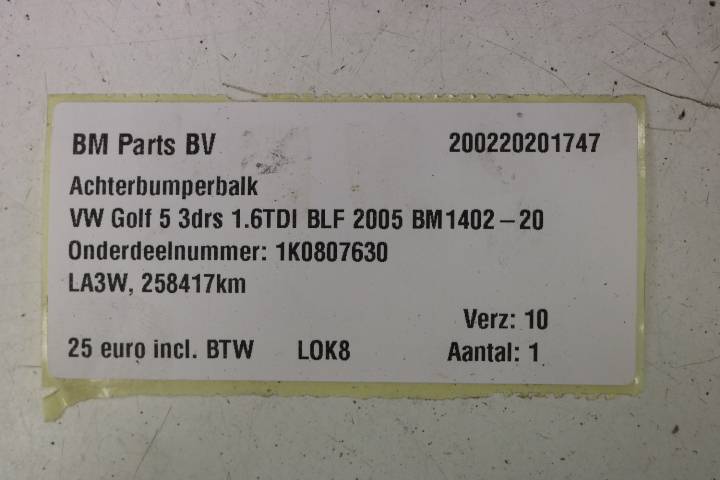 BM Parts BV 200220201747
Achterbumperbalk
VW Golf 5 3drs 1.6TDI BLF 2005 BM1402-20
Onderdeelnummer: 1K0807630
LA3W, 258417km
Verz: 10
25 euro incl. BTW LOK8 Aantal: 1